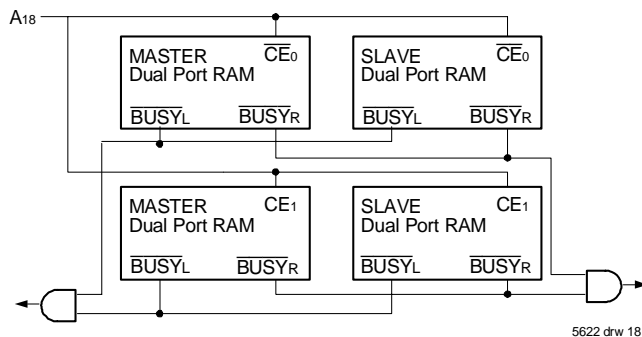 A18
MASTER CE0
Dual Port RAM
BUSYL BUSYR
SLAVE CE0
Dual Port RAM
BUSYL BUSYR
MASTER CE1
Dual Port RAM
BUSYL BUSYR
SLAVE CE1
Dual Port RAM
BUSYL BUSYR
5622 drw 18